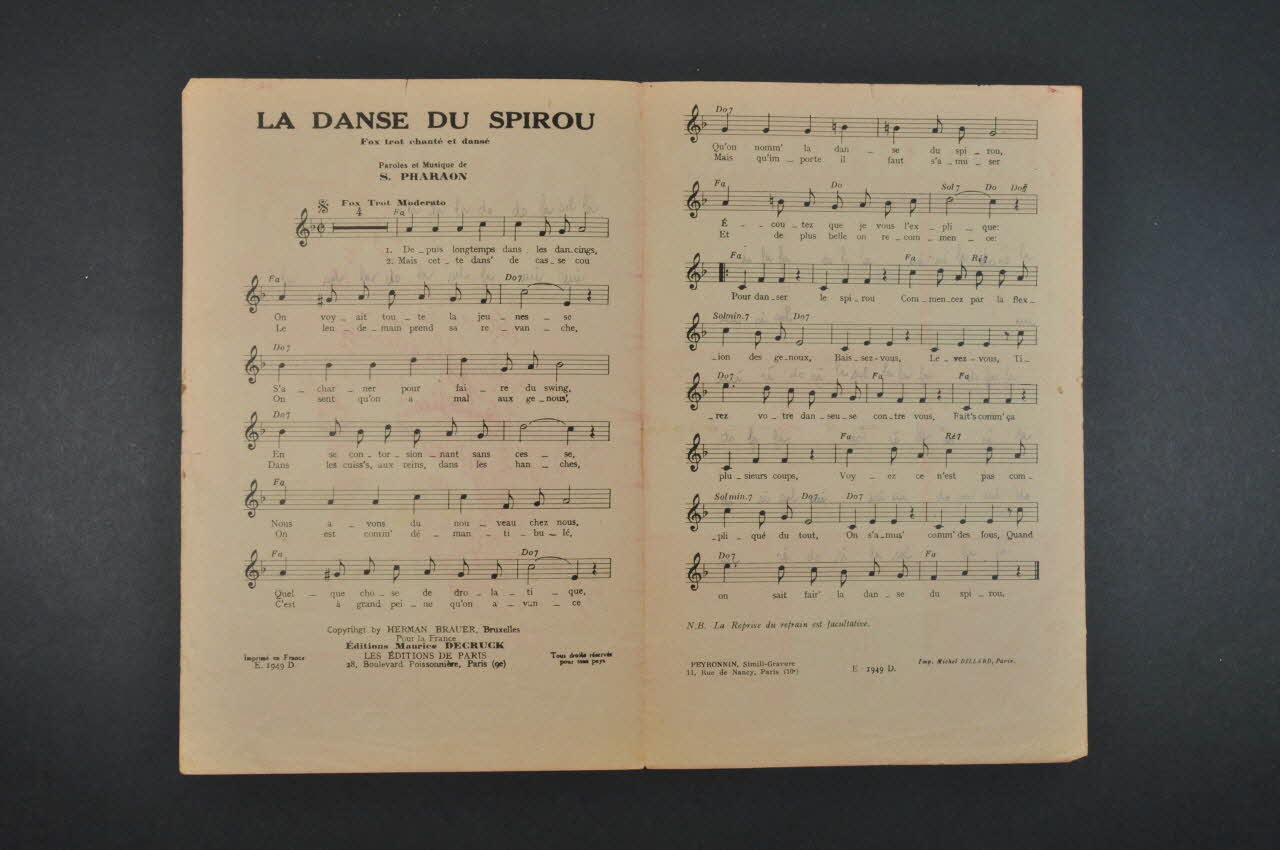 LA DANSE DU SPIROU
Fox trot chanté et dansé
Paroles et Musique de
S. PHARAON
Fox Trot Moderato
4
Fa
1. De_puis longtemps dans les dan_cings,
2. Mais cet_te dans' de cas_se cou
Fa Do7
On voy_ait tou_te la jeu_nes_se
Le len_de_main prend sa re_van_che,
Do7
S'a_char_ner pour fai_re du swing,
On sent qu'on a mal aux ge_nous',
Do7
En se con_tor_sion_nant sans ces_se,
Dans les cuiss's, aux reins, dans les han_ches,
Fa
Nous a_vons du nou_veau chez nous,
On est comm' dé_man_ti_bu_lé,
Fa Do7
Quel_que cho_se de dro_la_ti_que,
C'est à grand pei_ne qu'on a_van_ce
Copyrihgt by HERMAN BRAUER, Bruxelles
Pour la France
Éditions Maurice DECRUCK
LES ÉDITIONS DE PARIS
28, Boulevard Poissonnière, Paris (9e)
Imprimé en France
E. 1949 D.
Tous droits réservés
pour tous pays
Do7
Qu'on nomm' la dan_se du spi_rou,
Mais qu'im_porte il faut s'a_mu_ser
Fa Do Sol7 Do Do7
É_cou_tez que je vous l'ex_pli_que:
Et de plus belle on re_com_men_ce:
Fa Fa Ré7
Pour dan_ser le spi_rou Com_mencez par la flex_
Solmin.7 Do7
_ion des ge_noux, Bais_sez-vous, Le_vez-vous, Ti_
Do7 Fa Fa
_rez vo_tre dan_seu_se con_tre vous, Fait's comm' ça
Fa Ré7
plu_sieurs coups, Voy_ez ce n'est pas com_
Solmin.7 Do7 Do7
_pli_qué du tout, On s'a_mus' comm' des fous, Quand
Do7 Fa
on sait fair' la dan_se du spi_rou.
N.B. La Reprise du refrain est facultative.
PEYRONNIN, Simili-Gravure
11, Rue de Nancy, Paris (10e)
E 1949 D.
Imp. Michel DILLARD, Paris.